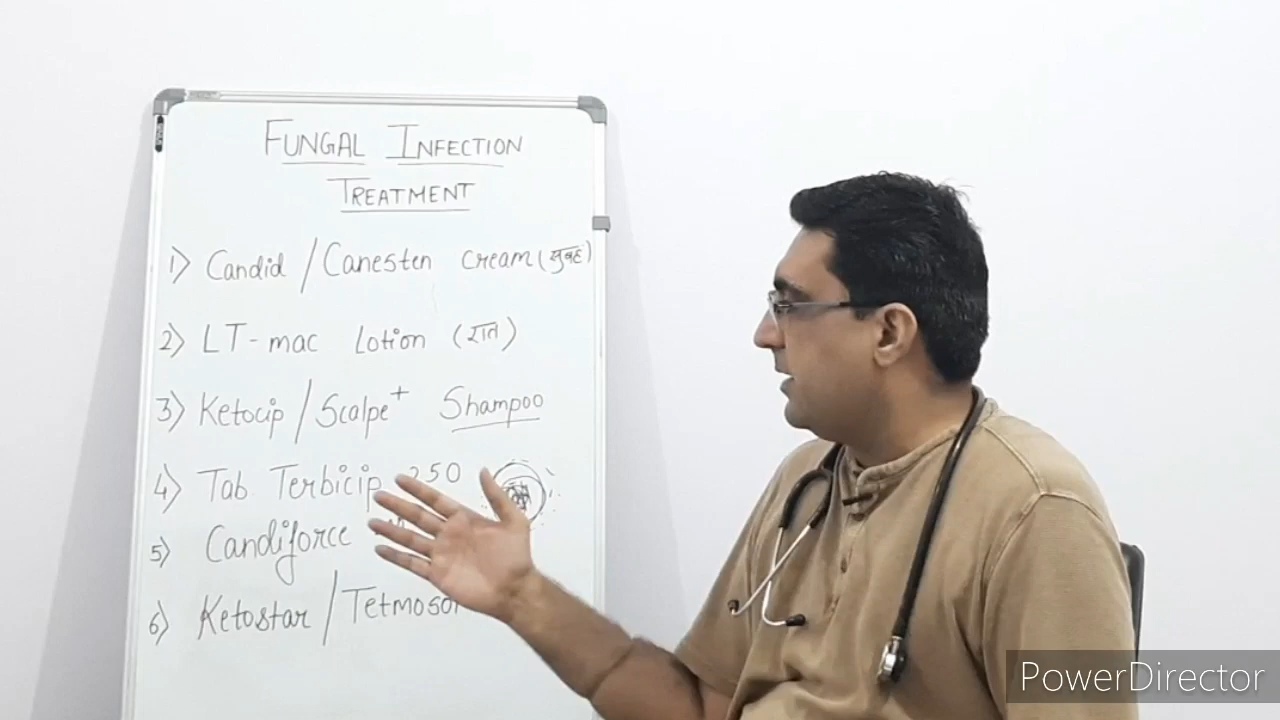 FUNGAL INFECTION
TREATMENT
1) Candid / Canesten cream (सुबह)
2) LT-mac Lotion (रात)
3) Ketocip / Scalpe+ Shampoo
4) Tab Terbicip 250
5) Candiforce
6) Ketostar / Tetmosol
PowerDirector